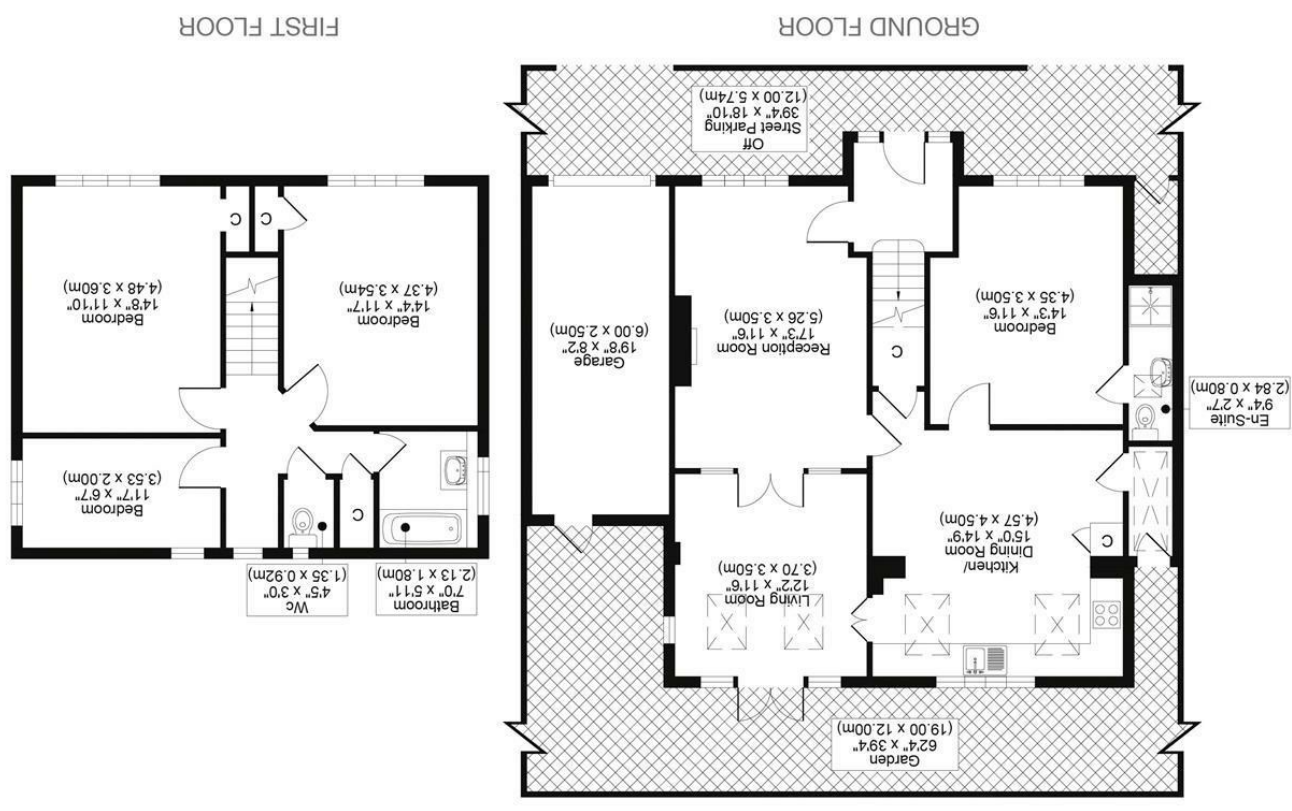 Garden
62'4" x 39'4"
(19.00 x 12.00m)
Kitchen/
Dining Room
15'0" x 14'9"
(4.57 x 4.50m)
C
Living Room
12'2" x 11'6"
(3.70 x 3.50m)
En-Suite
9'4" x 2'7"
(2.84 x 0.80m)
Bedroom
14'3" x 11'6"
(4.35 x 3.50m)
C
Reception Room
17'3" x 11'6"
(5.26 x 3.50m)
Garage
19'8" x 8'2"
(6.00 x 2.50m)
Off
Street Parking
39'4" x 18'10"
(12.00 x 5.74m)
GROUND FLOOR
Bathroom
7'0" x 5'11"
(2.13 x 1.80m)
Wc
4'5" x 3'0"
(1.35 x 0.92m)
C
Bedroom
11'7" x 6'7"
(3.53 x 2.00m)
Bedroom
14'4" x 11'7"
(4.37 x 3.54m)
Bedroom
14'8" x 11'10"
(4.48 x 3.60m)
C
C
FIRST FLOOR